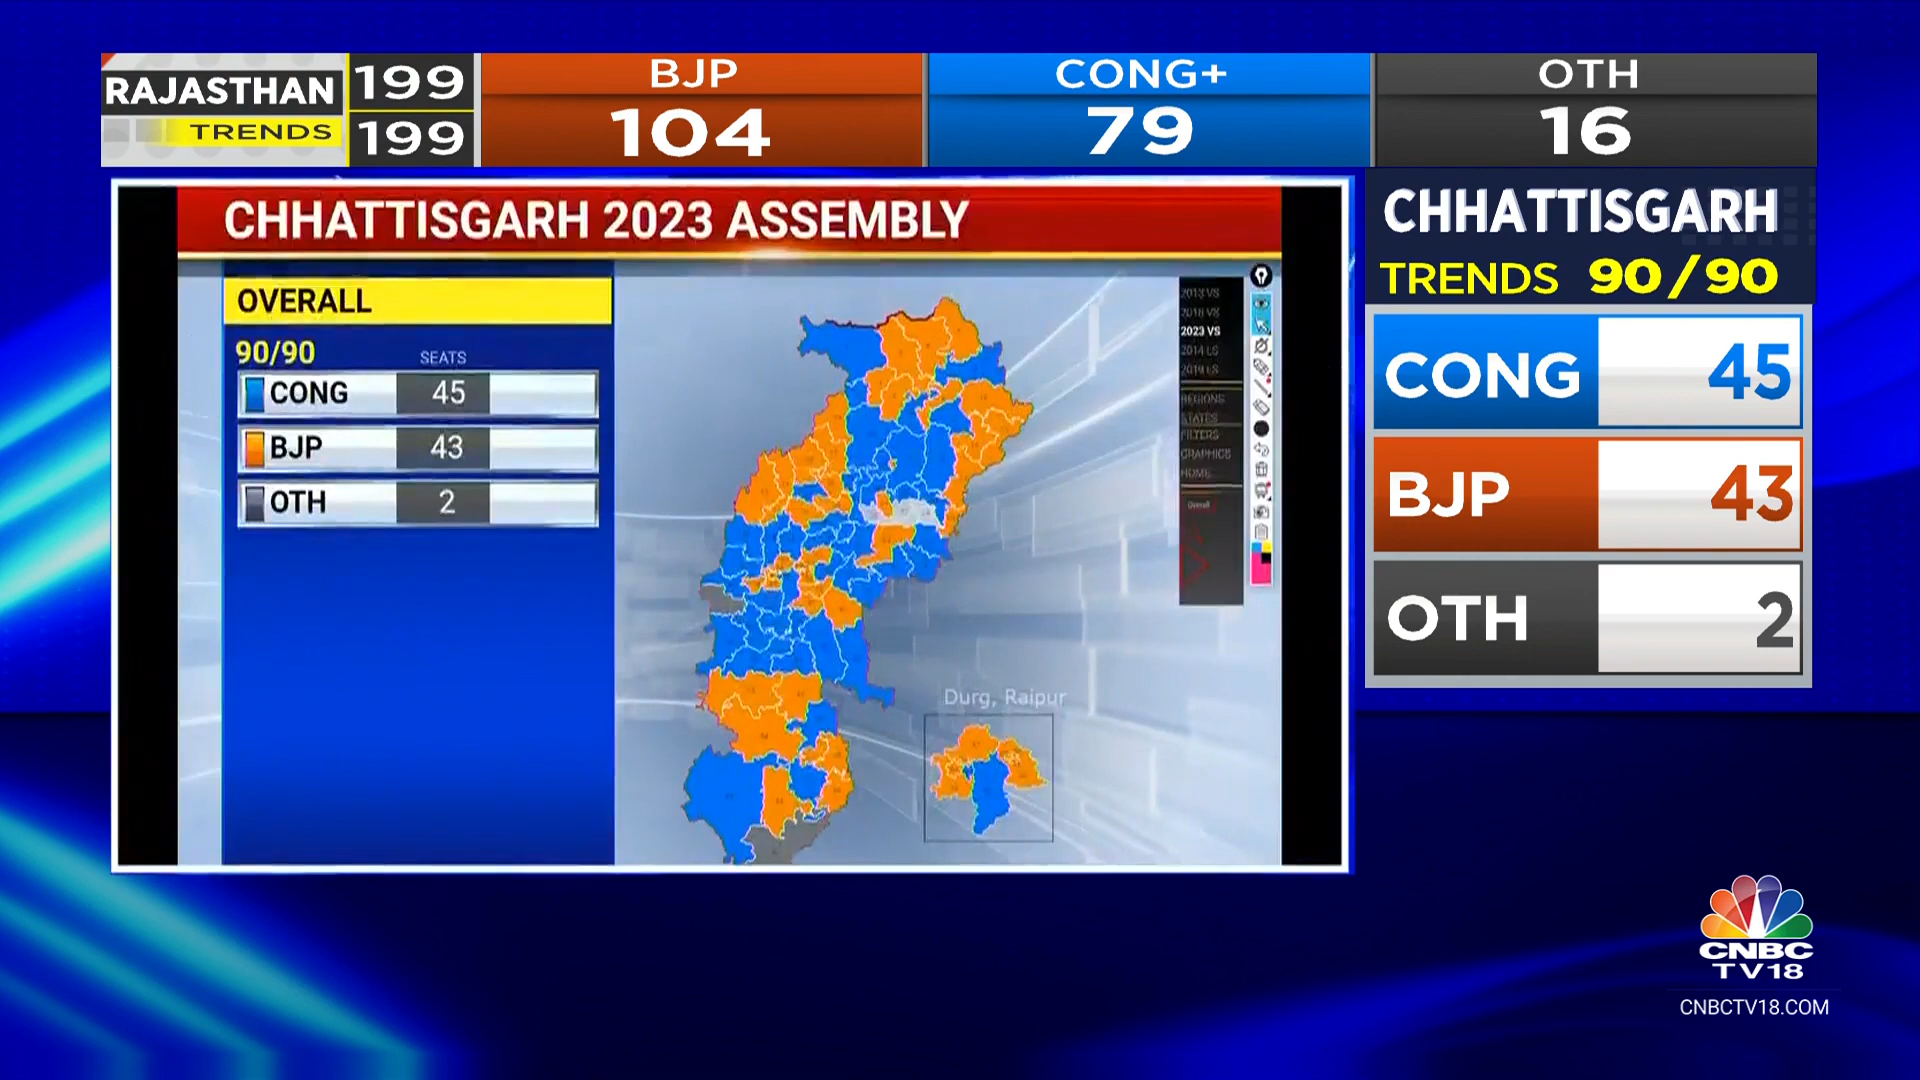 RAJASTHAN
TRENDS
199
199
BJP
104
CONG+
79
OTH
16
CHHATTISGARH 2023 ASSEMBLY
OVERALL
90/90 SEATS
CONG 45
BJP 43
OTH 2
Durg, Raipur
2013 VS
2018 VS
2023 VS
2014 LS
2019 LS
REGIONS
STATES
FILTERS
GRAPHICS
HOME
Overall
CHHATTISGARH
TRENDS 90/90
CONG 45
BJP 43
OTH 2
CNBC
TV18
CNBCTV18.COM